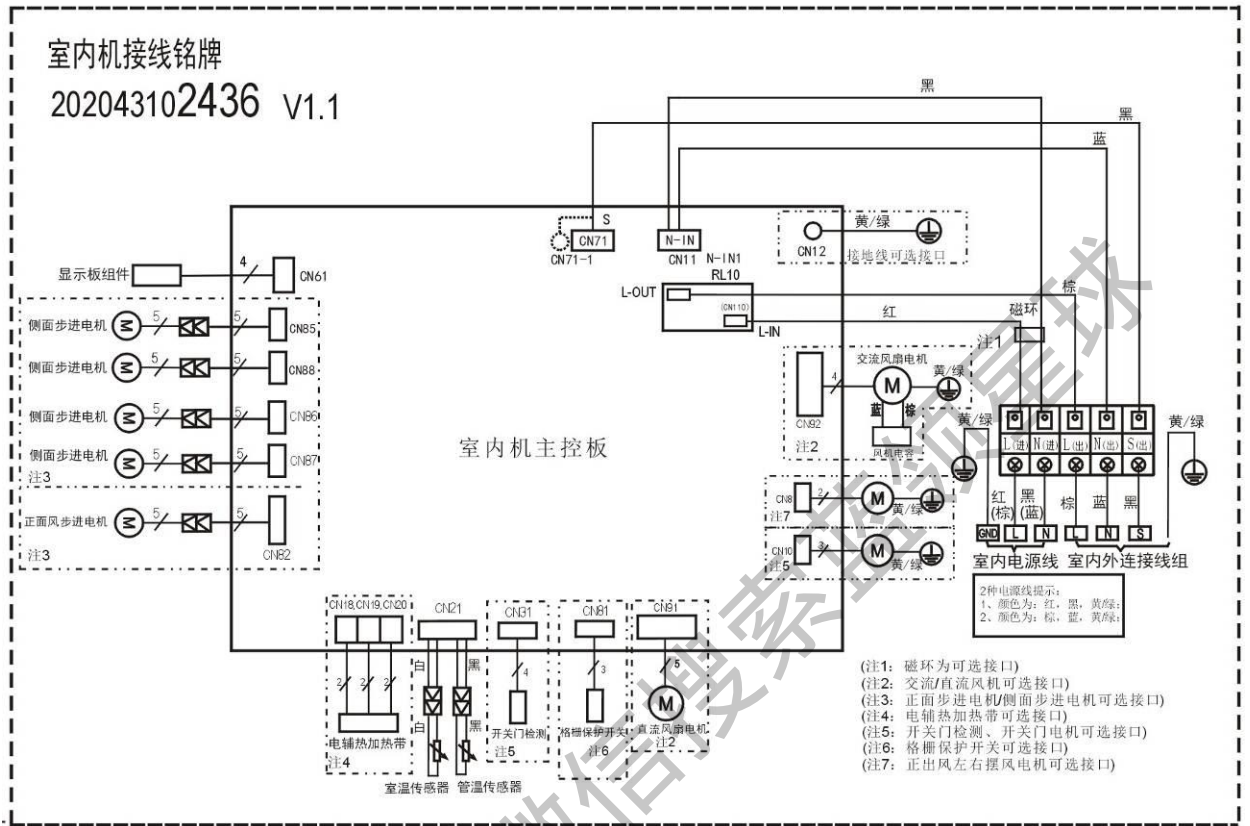 室内机接线铭牌
202043102436 V1.1
黑
黑
蓝
S
CN71
CN71-1
N-IN
CN11
N-IN1
RL10
L-OUT
(CN110)
L-IN
黄/绿
CN12
接地线可选接口
棕
红
磁环
注1
显示板组件
4
CN61
侧面步进电机
M
5
5
CN85
侧面步进电机
M
5
5
CN88
侧面步进电机
M
5
5
CN86
侧面步进电机
M
5
5
CN87
注3
正面风步进电机
M
5
5
CN82
注3
室内机主控板
交流风扇电机
4
M
黄/绿
蓝
棕
CN92
风机电容
注2
CN8
2
M
黄/绿
注7
CN10
M
黄/绿
注5
黄/绿
黄/绿
L(进)
N(进)
L(出)
N(出)
S(出)
红
(棕)
黑
(蓝)
棕
蓝
黑
GND
L
N
L
N
S
室内电源线
室内外连接线组
2种电源线提示:
1、颜色为: 红, 黑, 黄/绿;
2、颜色为: 棕, 蓝, 黄/绿;
CN18,CN19,CN20
2
2
2
电辅热加热带
注4
CN21
白
黑
白
黑
室温传感器
管温传感器
CN31
4
开关门检测
注5
CN81
3
格栅保护开关
注6
CN91
5
M
直流风扇电机
注2
(注1: 磁环为可选接口)
(注2: 交流/直流风机可选接口)
(注3: 正面步进电机/侧面步进电机可选接口)
(注4: 电辅热加热带可选接口)
(注5: 开关门检测、开关门电机可选接口)
(注6: 格栅保护开关可选接口)
(注7: 正出风左右摆风电机可选接口)
微信搜索蓝领星球